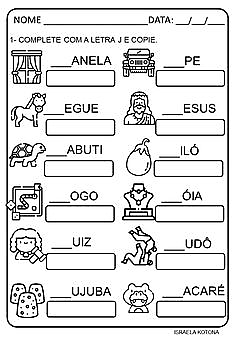 NOME ____________________ DATA: __/__/__
1- COMPLETE COM A LETRA J E COPIE.
___ANELA ___PE
___EGUE ___ESUS
___ABUTI ___ILÓ
___OGO ___ÓIA
___UIZ ___UDÔ
___UJUBA ___ACARÉ
ISRAELA KOTONA